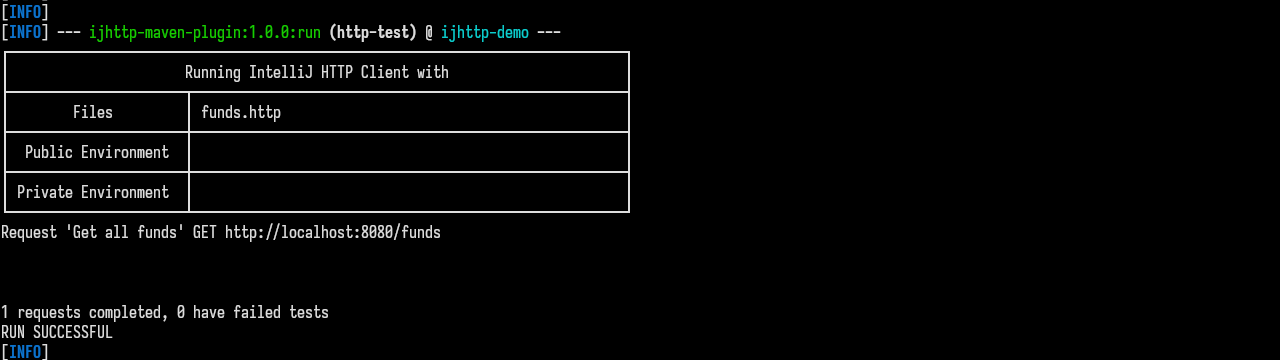 [INFO]
[INFO] --- ijhttp-maven-plugin:1.0.0:run (http-test) @ ijhttp-demo ---
Running IntelliJ HTTP Client with
Files funds.http
Public Environment
Private Environment
Request 'Get all funds' GET http://localhost:8080/funds
1 requests completed, 0 have failed tests
RUN SUCCESSFUL
[INFO]